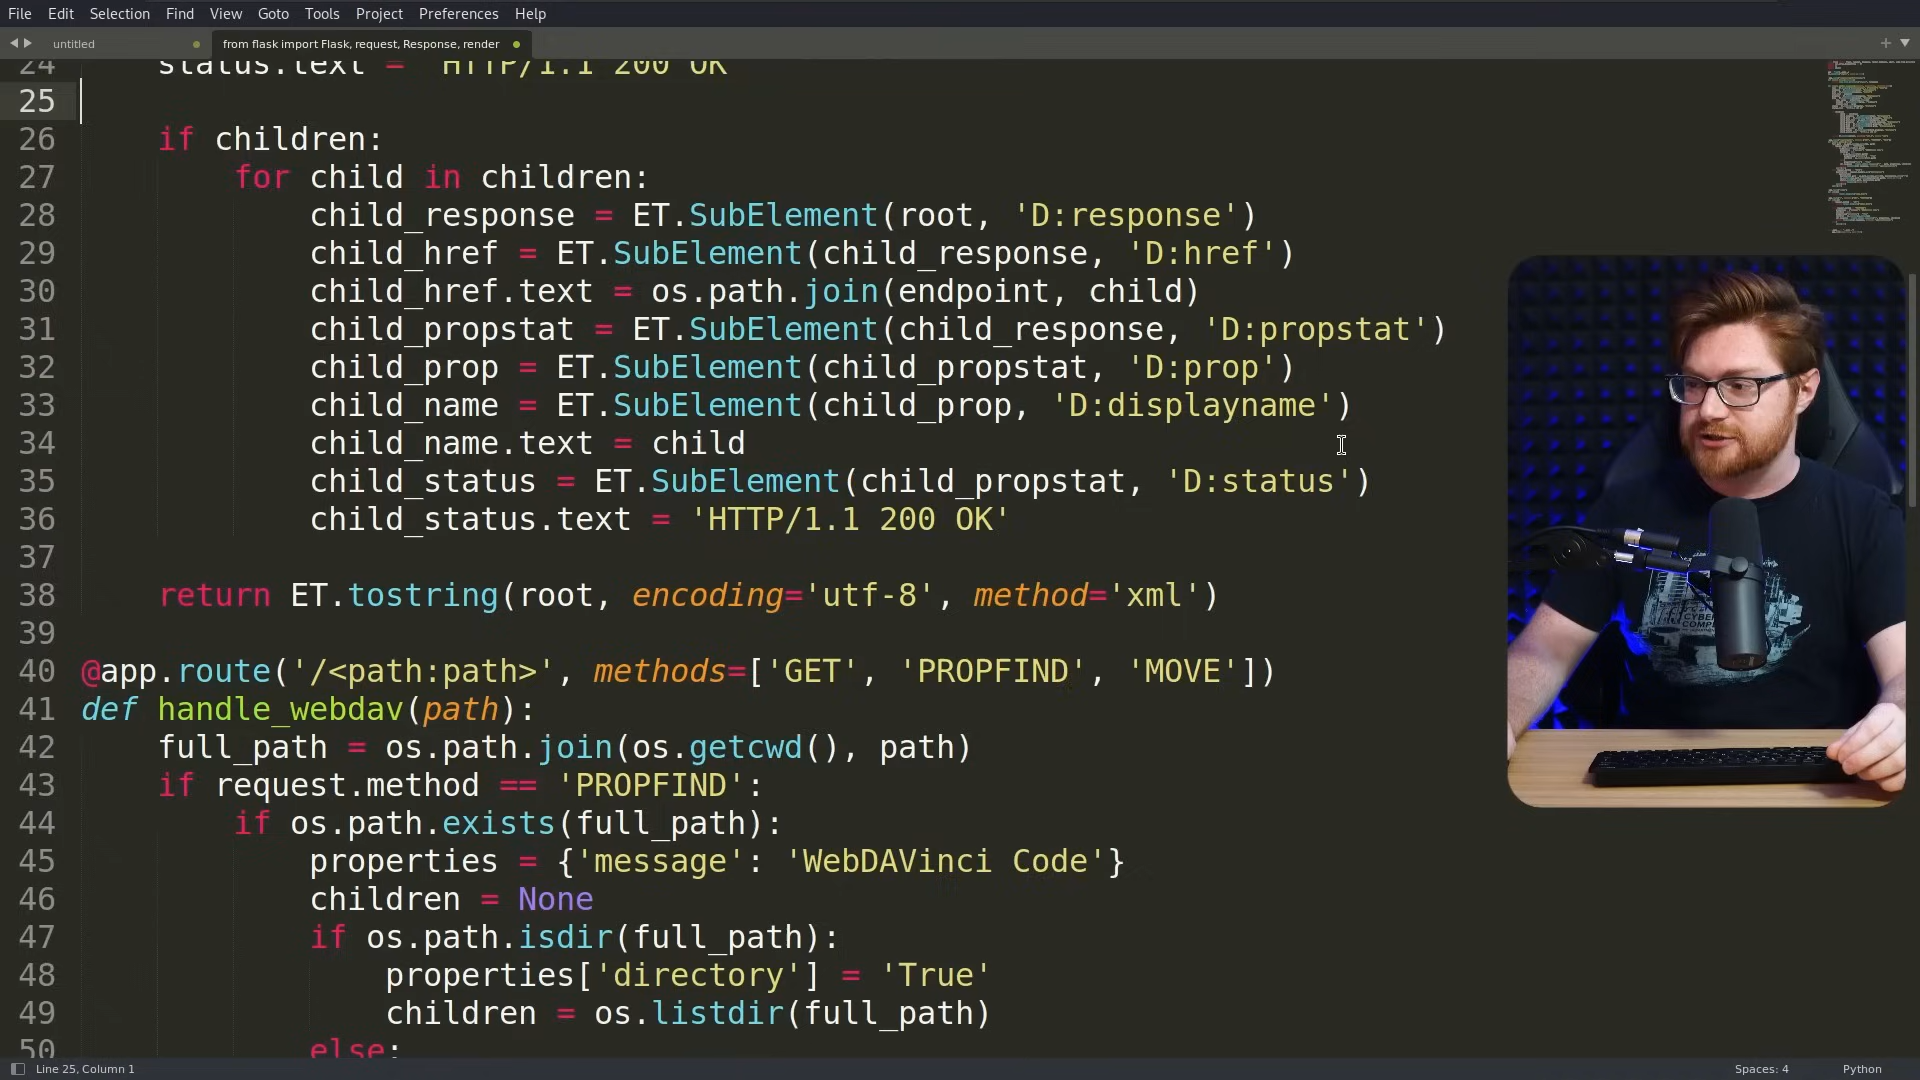 File Edit Selection Find View Goto Tools Project Preferences Help
untitled
from flask import Flask, request, Response, render
24 status.text = 'HTTP/1.1 200 OK'
25
26 if children:
27 for child in children:
28 child_response = ET.SubElement(root, 'D:response')
29 child_href = ET.SubElement(child_response, 'D:href')
30 child_href.text = os.path.join(endpoint, child)
31 child_propstat = ET.SubElement(child_response, 'D:propstat')
32 child_prop = ET.SubElement(child_propstat, 'D:prop')
33 child_name = ET.SubElement(child_prop, 'D:displayname')
34 child_name.text = child
35 child_status = ET.SubElement(child_propstat, 'D:status')
36 child_status.text = 'HTTP/1.1 200 OK'
37
38 return ET.tostring(root, encoding='utf-8', method='xml')
39
40 @app.route('/<path:path>', methods=['GET', 'PROPFIND', 'MOVE'])
41 def handle_webdav(path):
42 full_path = os.path.join(os.getcwd(), path)
43 if request.method == 'PROPFIND':
44 if os.path.exists(full_path):
45 properties = {'message': 'WebDAVinci Code'}
46 children = None
47 if os.path.isdir(full_path):
48 properties['directory'] = 'True'
49 children = os.listdir(full_path)
50 else:
Line 25, Column 1
Spaces: 4
Python